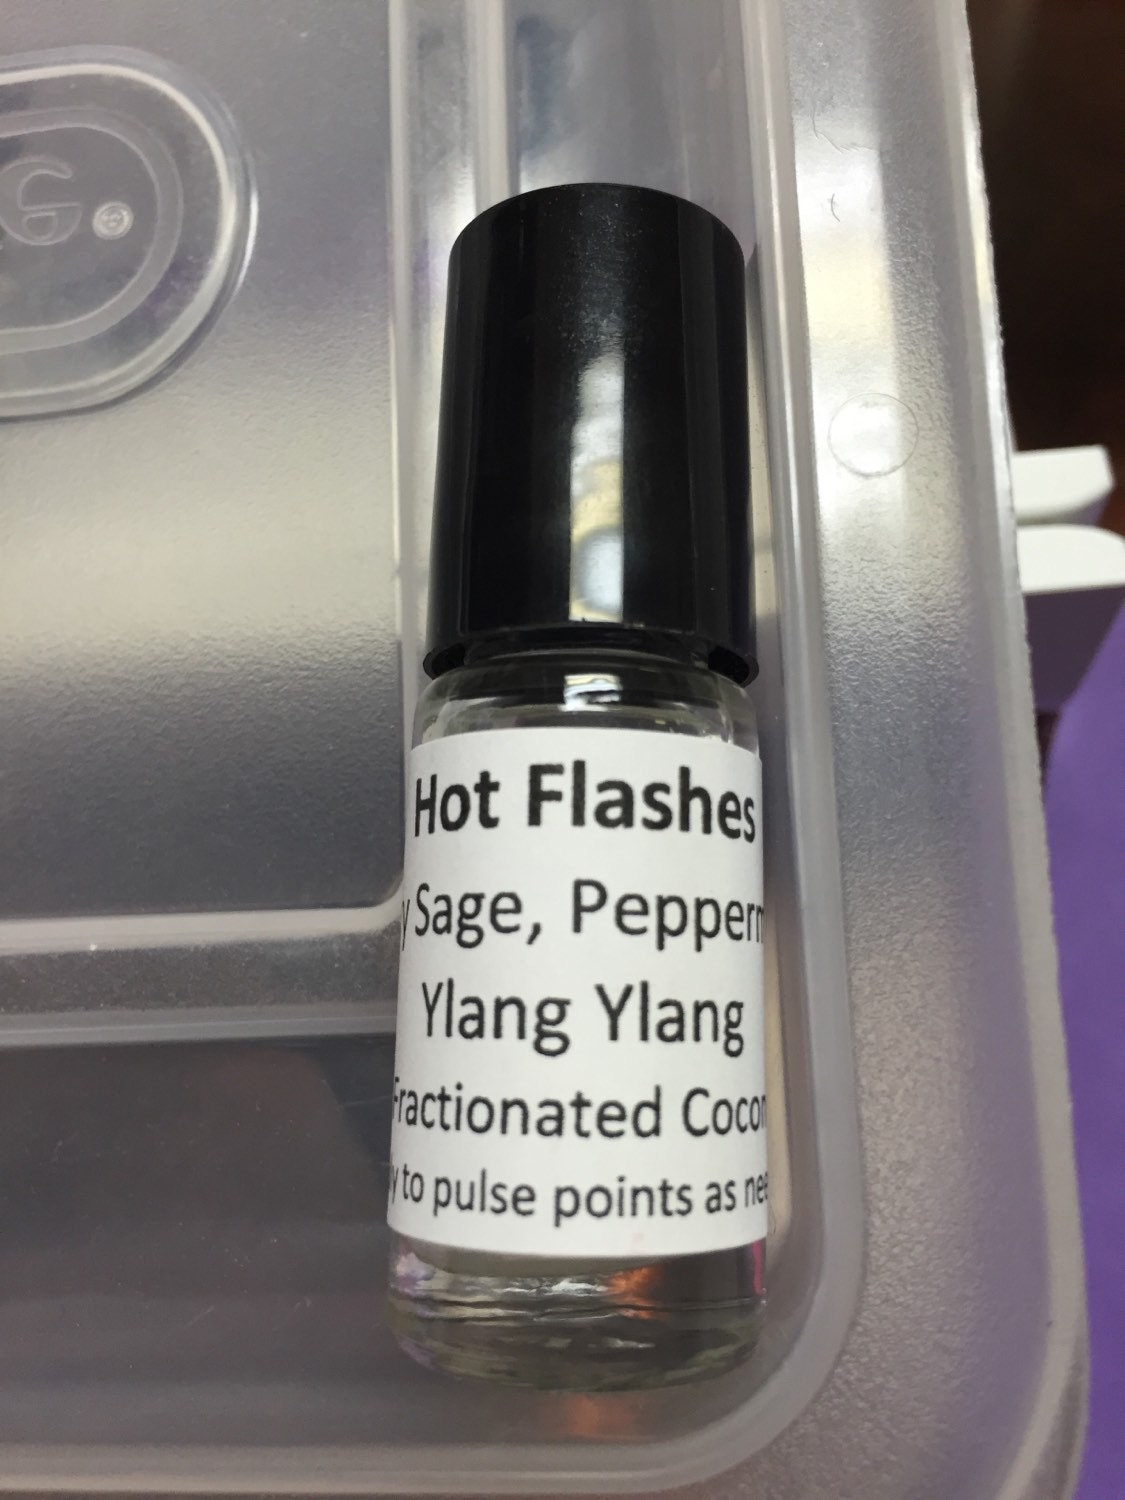 Hot Flashes
y Sage, Pepperm
Ylang Ylang
Fractionated Cocon
y to pulse points as nee